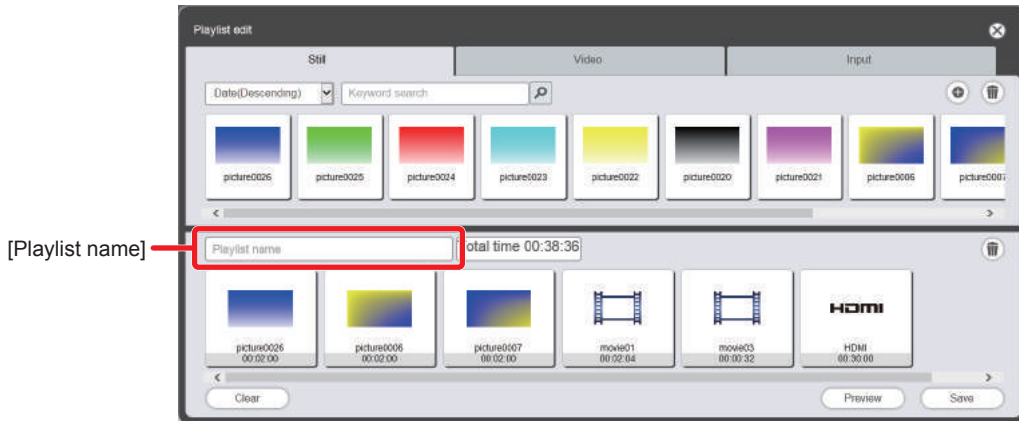 Playlist edit
Still Video Input
Date(Descending) Keyword search
picture0026 picture0025 picture0024 picture0023 picture0022 picture0020 picture0021 picture0006 picture0007
[Playlist name] Playlist name Total time 00:38:36
HDMI
picture0026 picture0006 picture0007 movie01 movie03 HDMI
00:02:00 00:02:00 00:02:00 00:02:04 00:00:32 00:30:00
Clear Preview Save